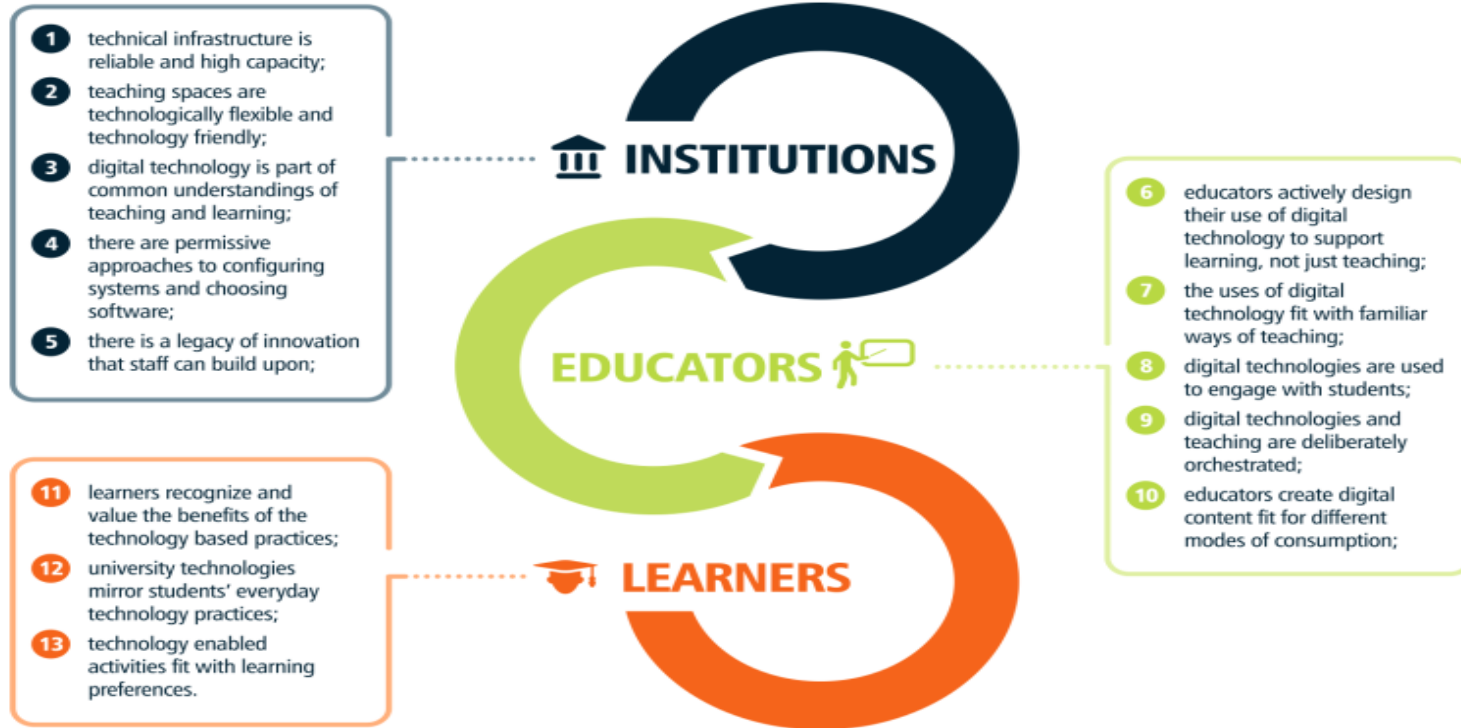 1 technical infrastructure is
reliable and high capacity;
2 teaching spaces are
technologically flexible and
technology friendly;
3 digital technology is part of
common understandings of
teaching and learning;
4 there are permissive
approaches to configuring
systems and choosing
software;
5 there is a legacy of innovation
that staff can build upon;
INSTITUTIONS
EDUCATORS
6 educators actively design
their use of digital
technology to support
learning, not just teaching;
7 the uses of digital
technology fit with familiar
ways of teaching;
8 digital technologies are used
to engage with students;
9 digital technologies and
teaching are deliberately
orchestrated;
10 educators create digital
content fit for different
modes of consumption;
11 learners recognize and
value the benefits of the
technology based practices;
12 university technologies
mirror students' everyday
technology practices;
13 technology enabled
activities fit with learning
preferences.
LEARNERS